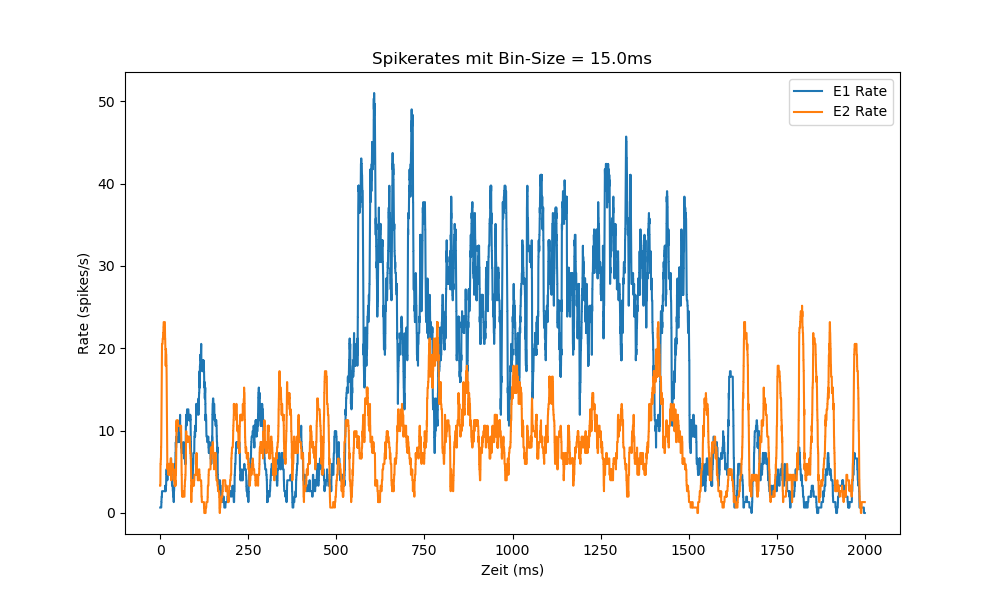 Spikerates mit Bin-Size = 15.0ms
E1 Rate
E2 Rate
50
40
30
20
10
0
Rate (spikes/s)
0 250 500 750 1000 1250 1500 1750 2000
Zeit (ms)